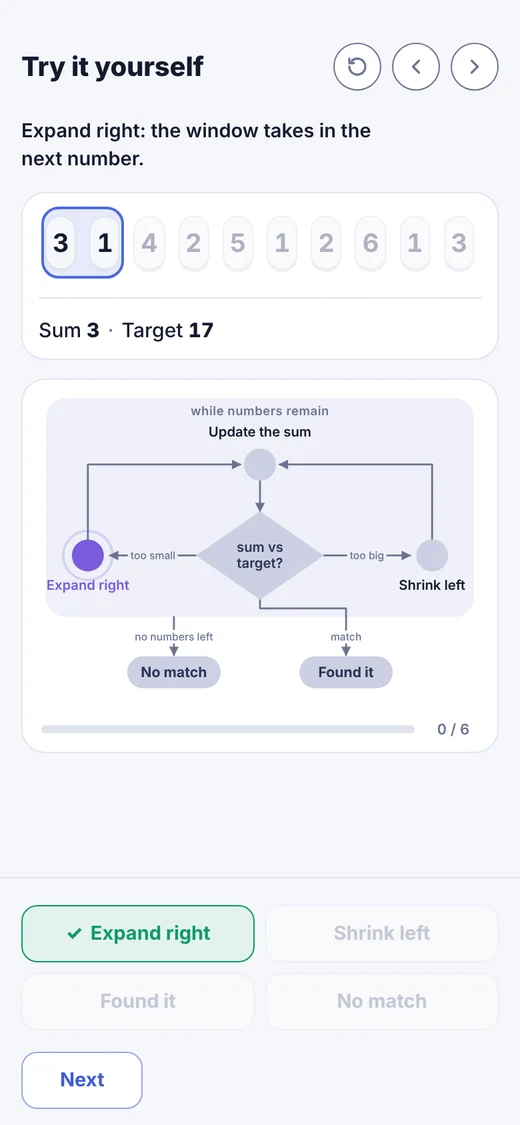 Try it yourself
Expand right: the window takes in the
next number.
3 1 4 2 5 1 2 6 1 3
Sum 3 · Target 17
while numbers remain
Update the sum
sum vs
target?
too small
too big
Expand right
Shrink left
no numbers left
match
No match
Found it
0 / 6
✓ Expand right
Shrink left
Found it
No match
Next